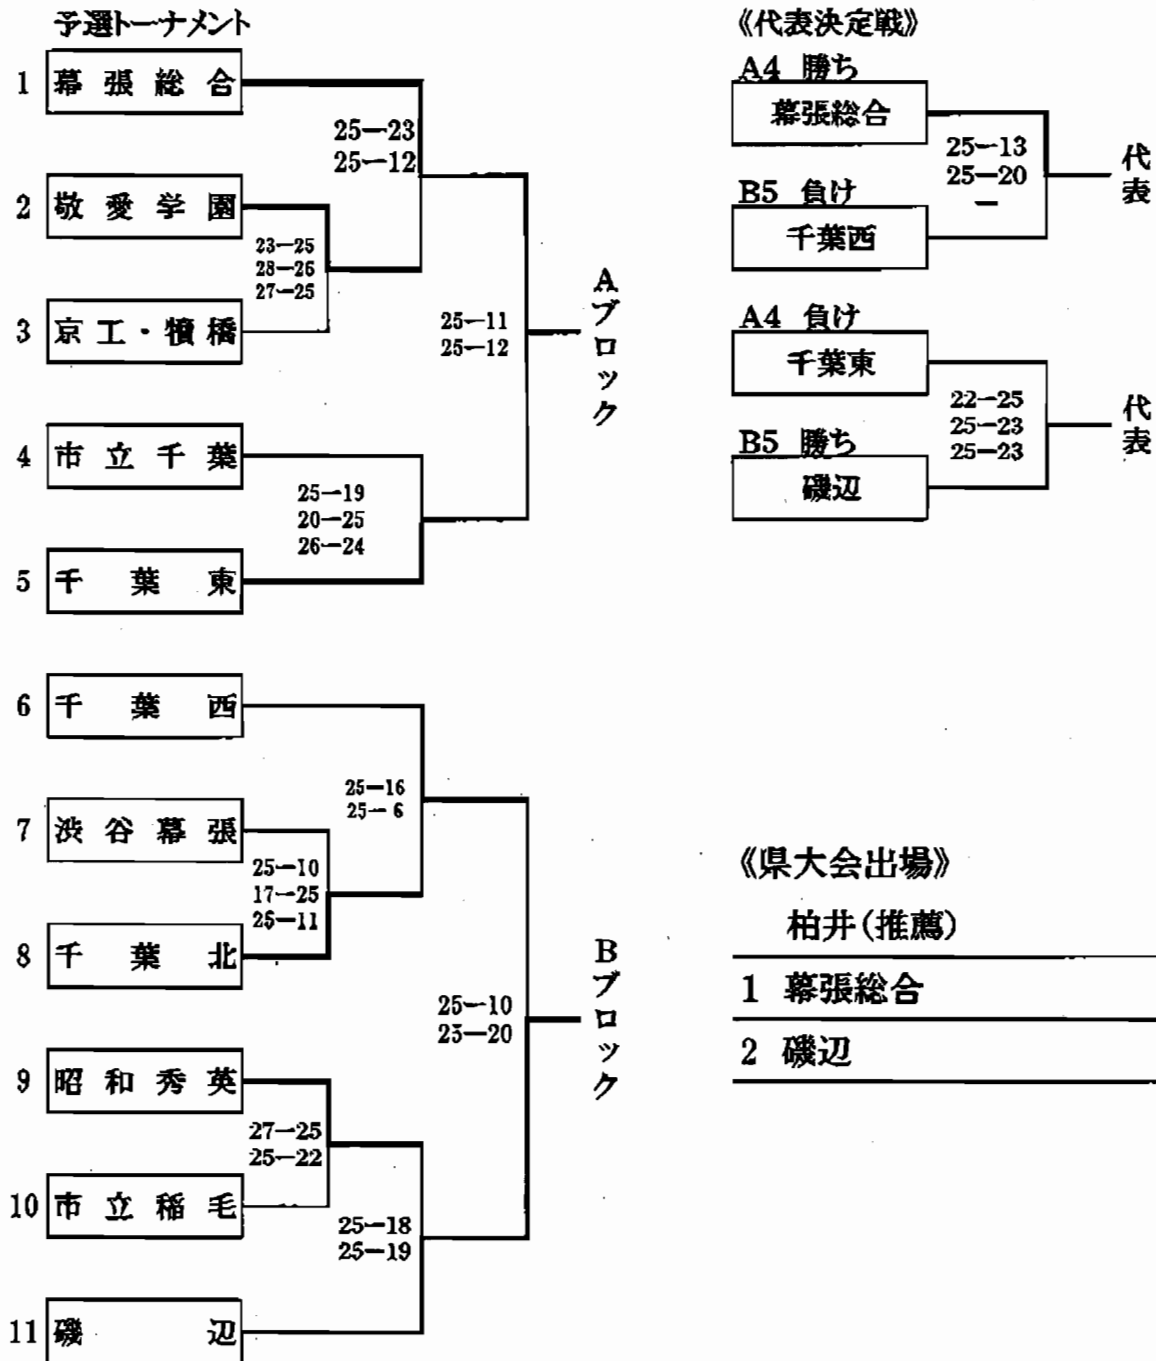 予選トーナメント
1 幕張総合
25―23
25―12
2 敬愛学園
23―25
28―26
27―25
3 京工・犢橋
25―11
25―12
Aブロック
4 市立千葉
25―19
20―25
26―24
5 千葉東
6 千葉西
25―16
25―6
7 渋谷幕張
25―10
17―25
25―11
8 千葉北
25―10
25―20
Bブロック
9 昭和秀英
27―25
25―22
10 市立稲毛
25―18
25―19
11 磯辺
《代表決定戦》
A4 勝ち
幕張総合
25―13
25―20
―
代表
B5 負け
千葉西
A4 負け
千葉東
22―25
25―23
25―23
代表
B5 勝ち
磯辺
《県大会出場》
柏井(推薦)
1 幕張総合
2 磯辺